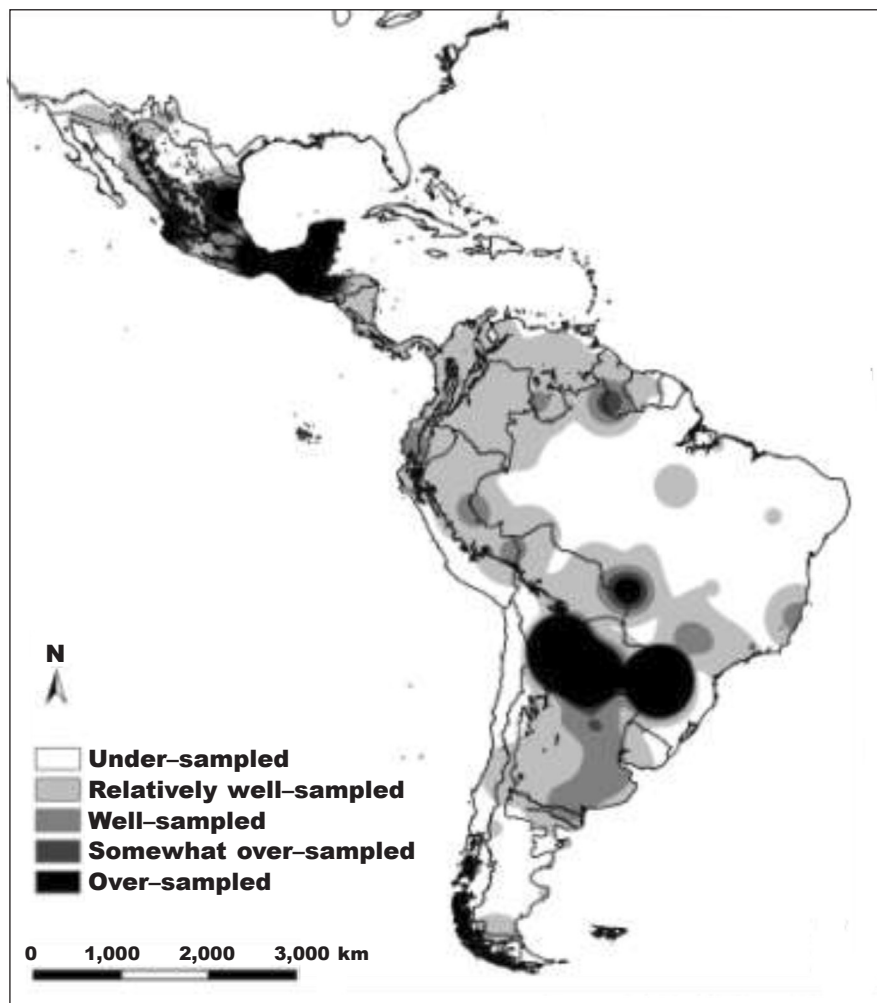 N
Under–sampled
Relatively well–sampled
Well–sampled
Somewhat over–sampled
Over–sampled
0 1,000 2,000 3,000 km